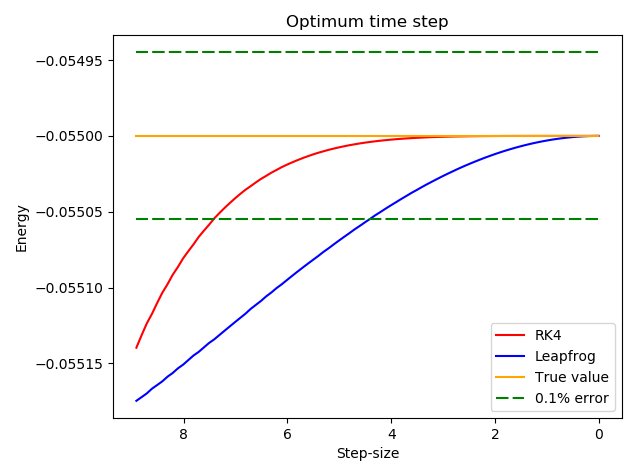 Optimum time step
−0.05495
−0.05500
−0.05505
−0.05510
−0.05515
Energy
8
6
4
2
0
Step-size
RK4
Leapfrog
True value
0.1% error